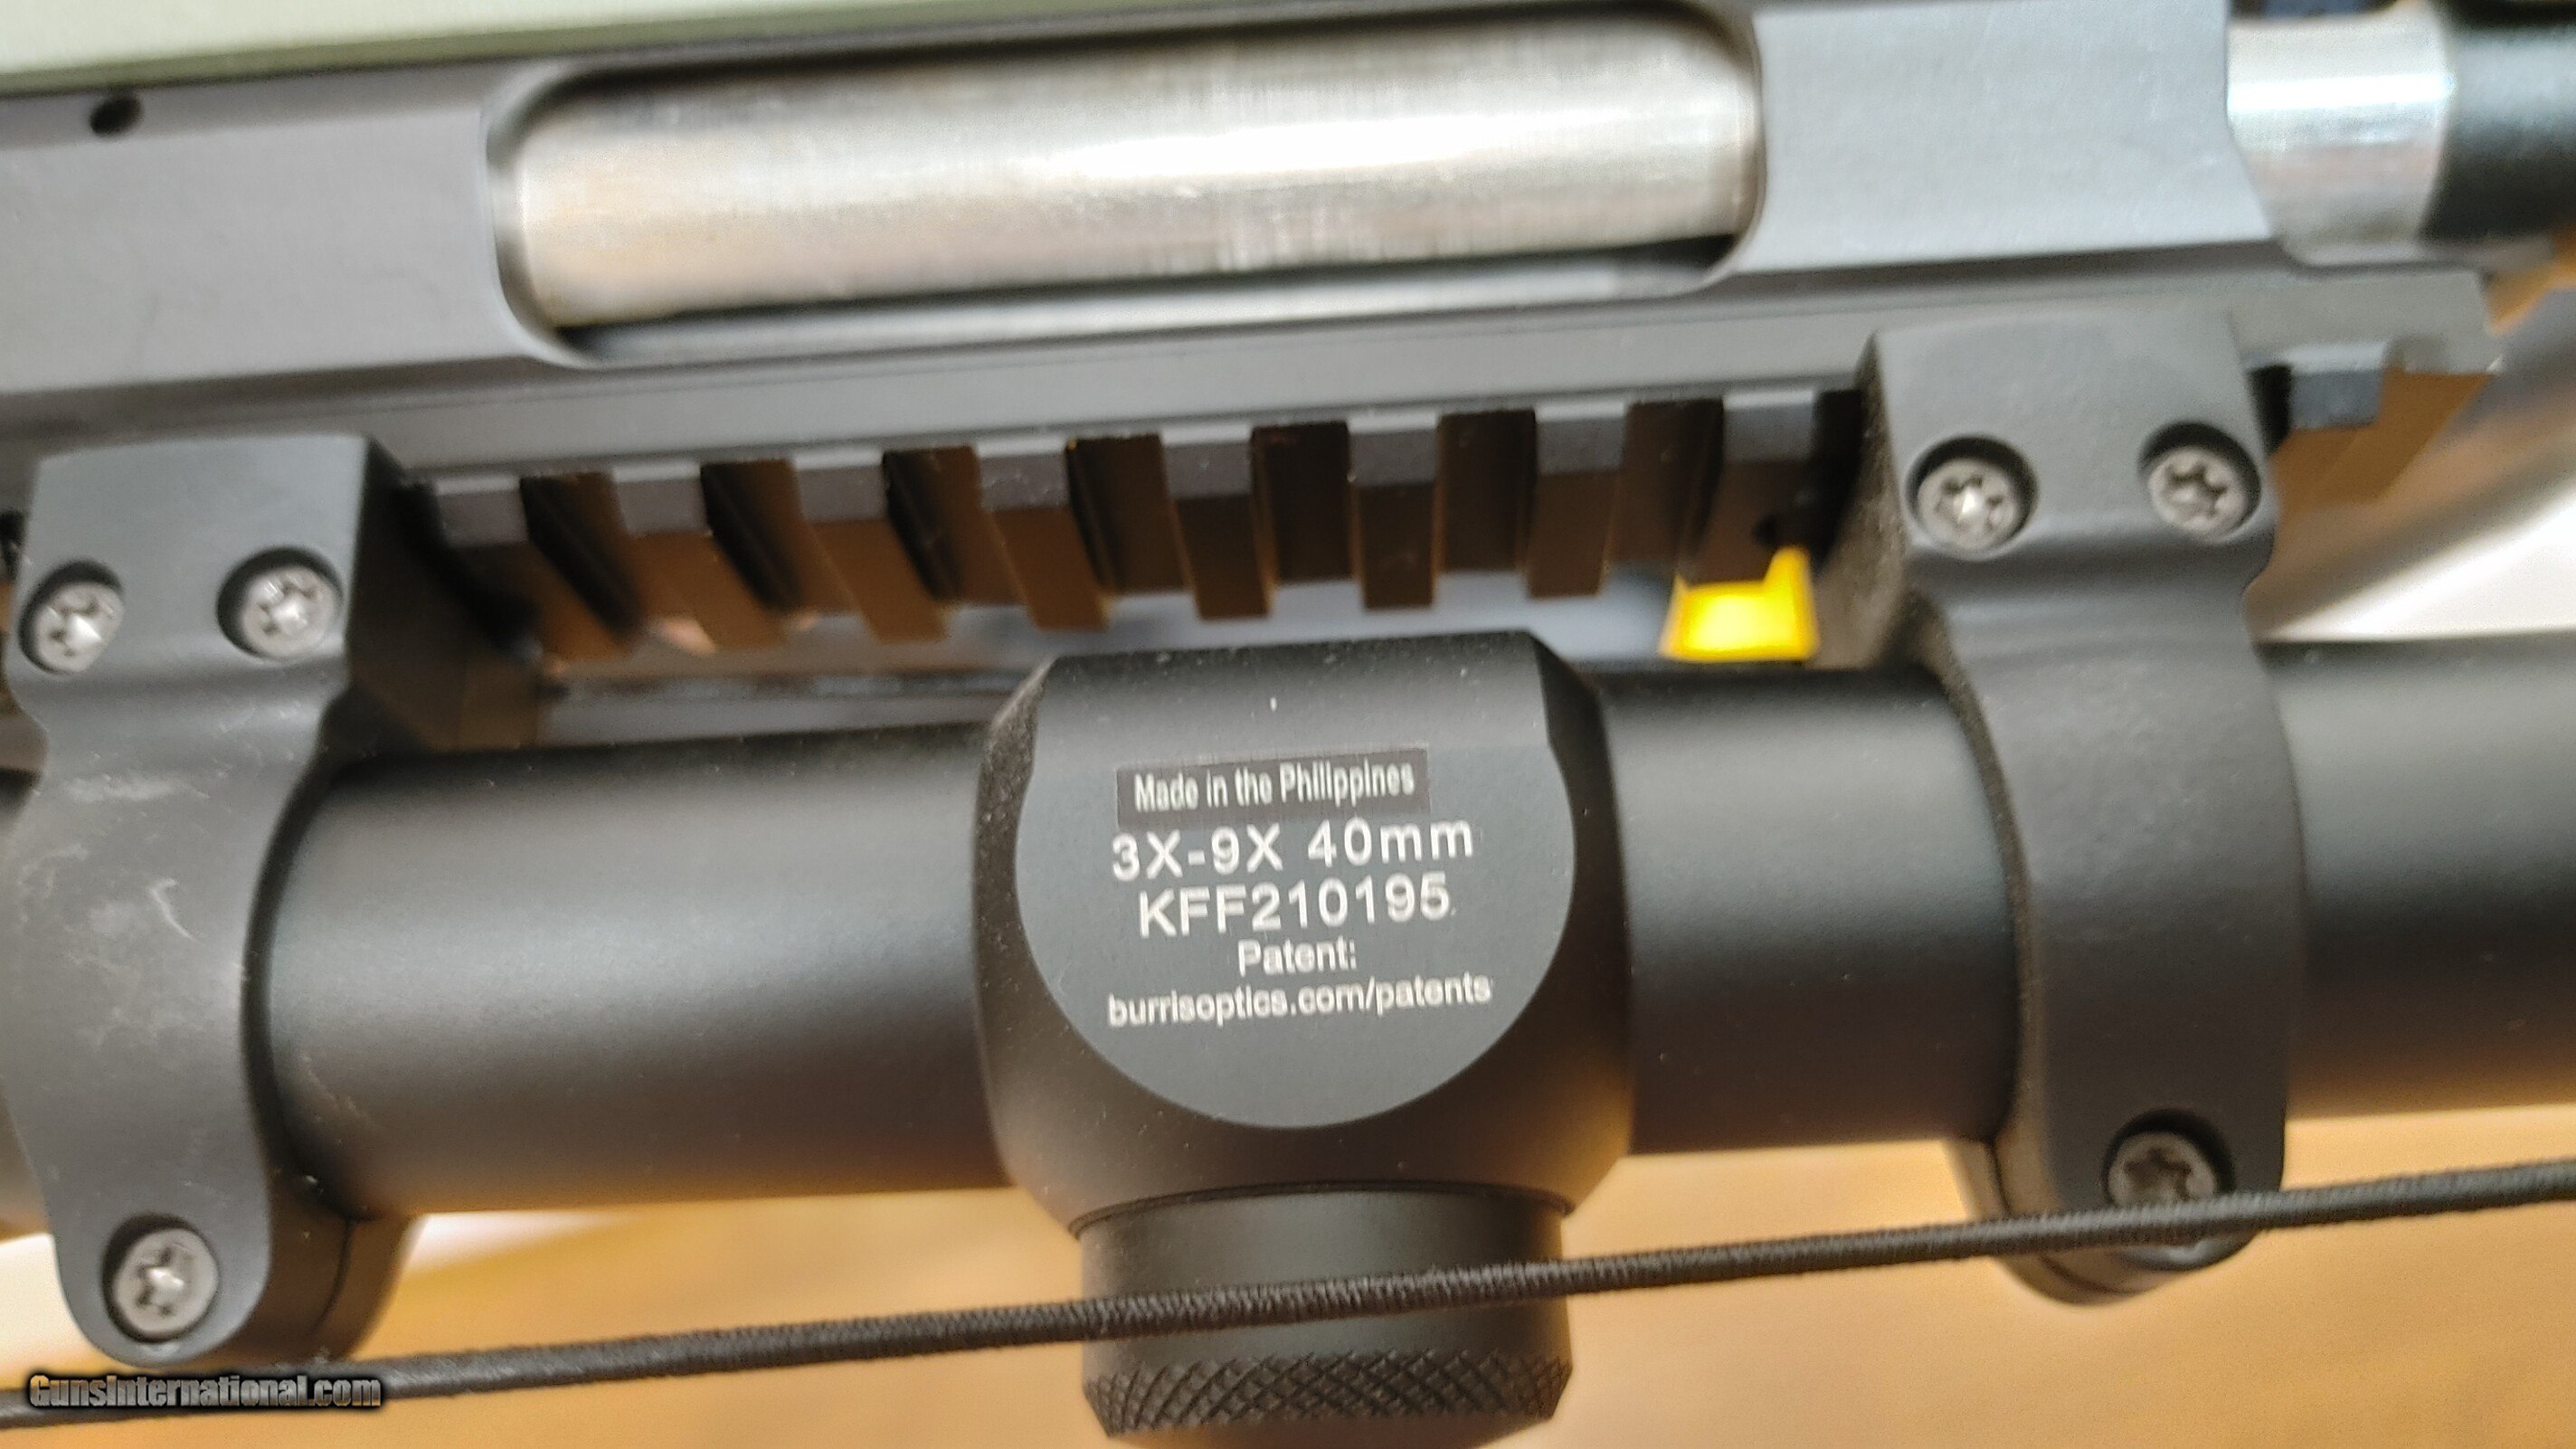 Made in the Philippines
3X-9X 40mm
KFF210195
Patent:
burrisoptics.com/patents
GunsInternational.com